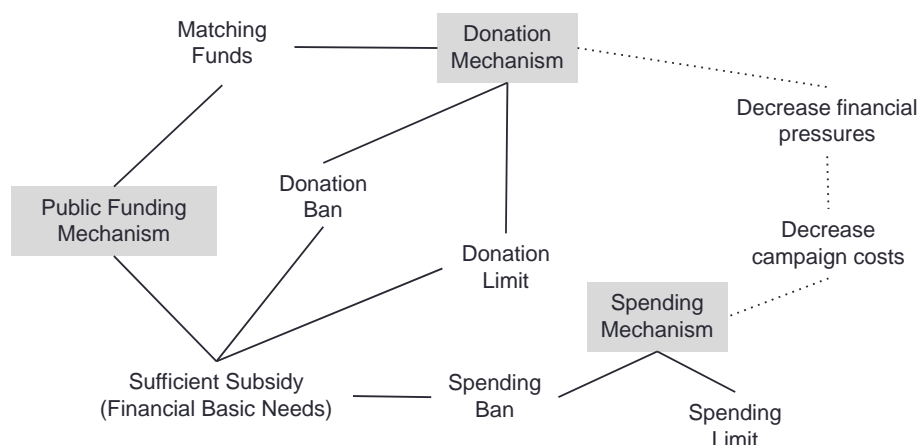 Matching
Funds
Donation
Mechanism
Decrease financial
pressures
Donation
Ban
Public Funding
Mechanism
Decrease
campaign costs
Donation
Limit
Spending
Mechanism
Sufficient Subsidy
(Financial Basic Needs)
Spending
Ban
Spending
Limit